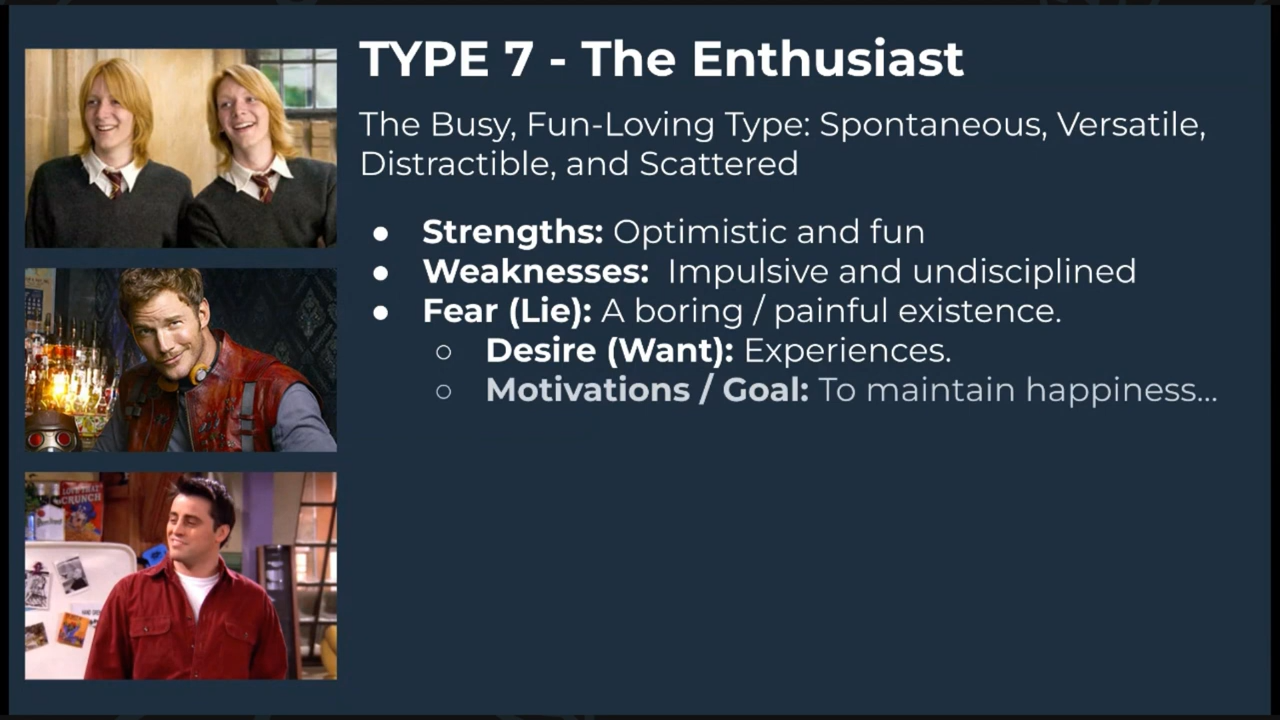 TYPE 7 - The Enthusiast
The Busy, Fun-Loving Type: Spontaneous, Versatile,
Distractible, and Scattered
● Strengths: Optimistic and fun
● Weaknesses: Impulsive and undisciplined
● Fear (Lie): A boring / painful existence.
○ Desire (Want): Experiences.
○ Motivations / Goal: To maintain happiness...
CRUNCH